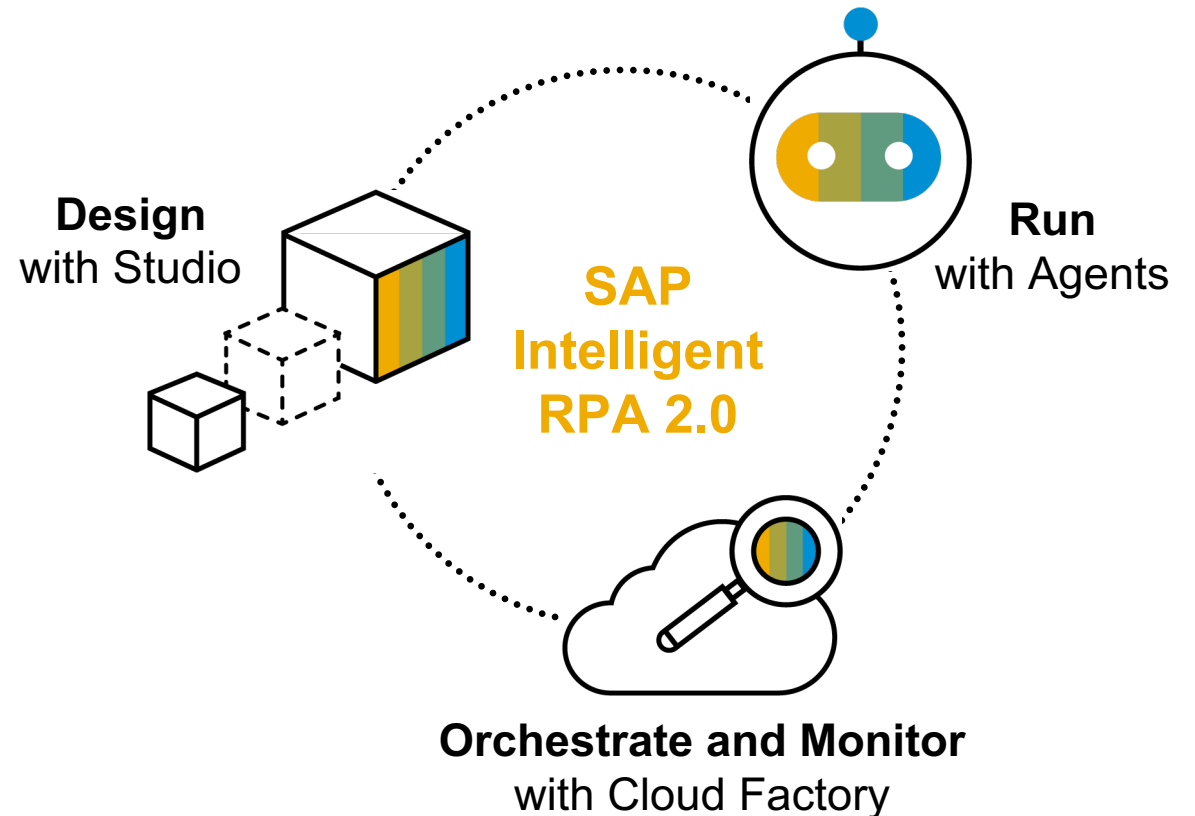 Design
with Studio
Run
with Agents
SAP
Intelligent
RPA 2.0
Orchestrate and Monitor
with Cloud Factory